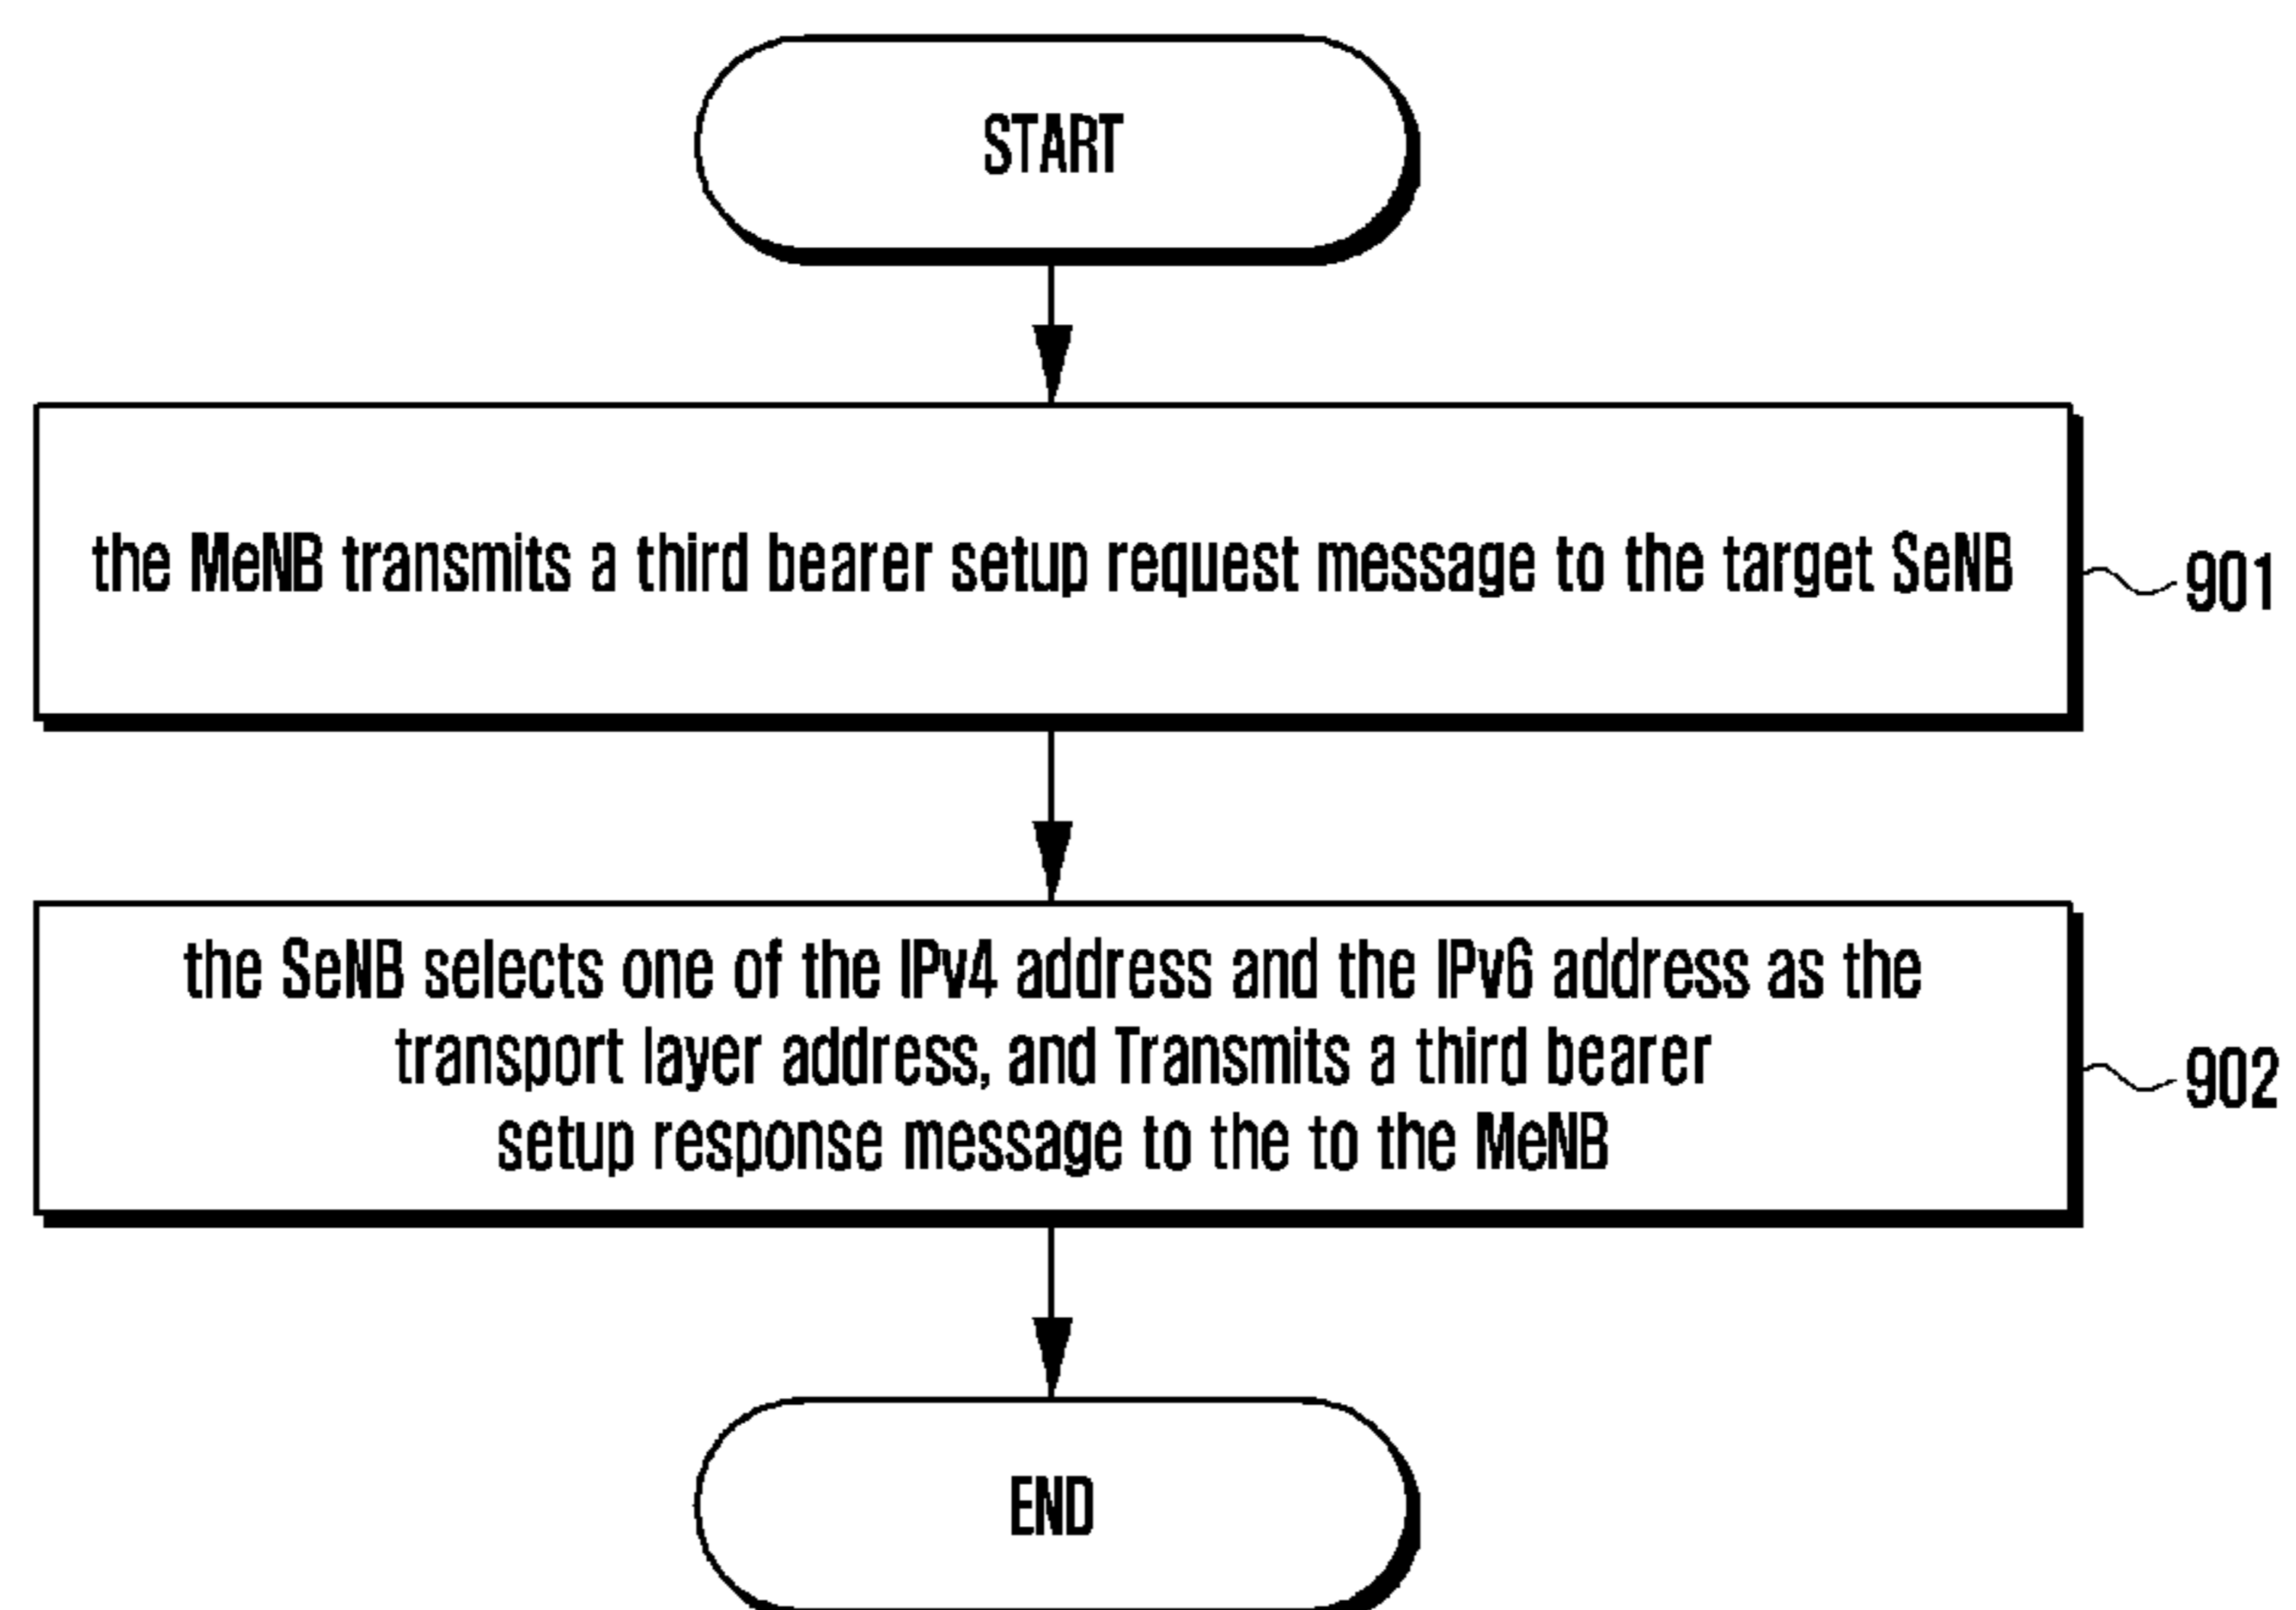 START
the MeNB transmits a third bearer setup request message to the target SeNB
901
the SeNB selects one of the IPv4 address and the IPv6 address as the
transport layer address, and Transmits a third bearer
setup response message to the to the MeNB
902
END